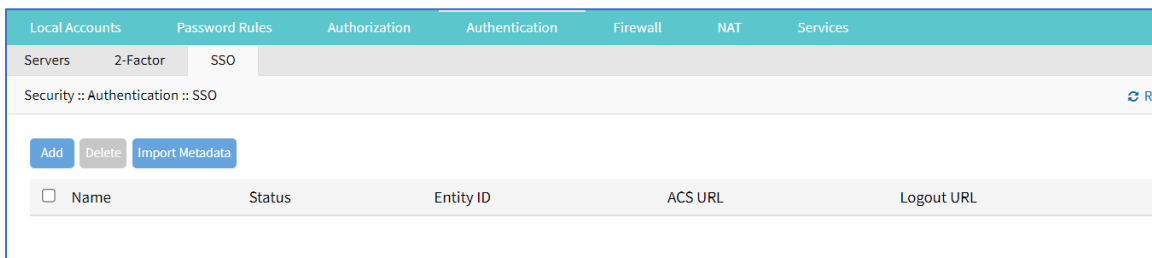 Local Accounts Password Rules Authorization Authentication Firewall NAT Services
Servers 2-Factor SSO
Security :: Authentication :: SSO R
Add Delete Import Metadata
Name Status Entity ID ACS URL Logout URL